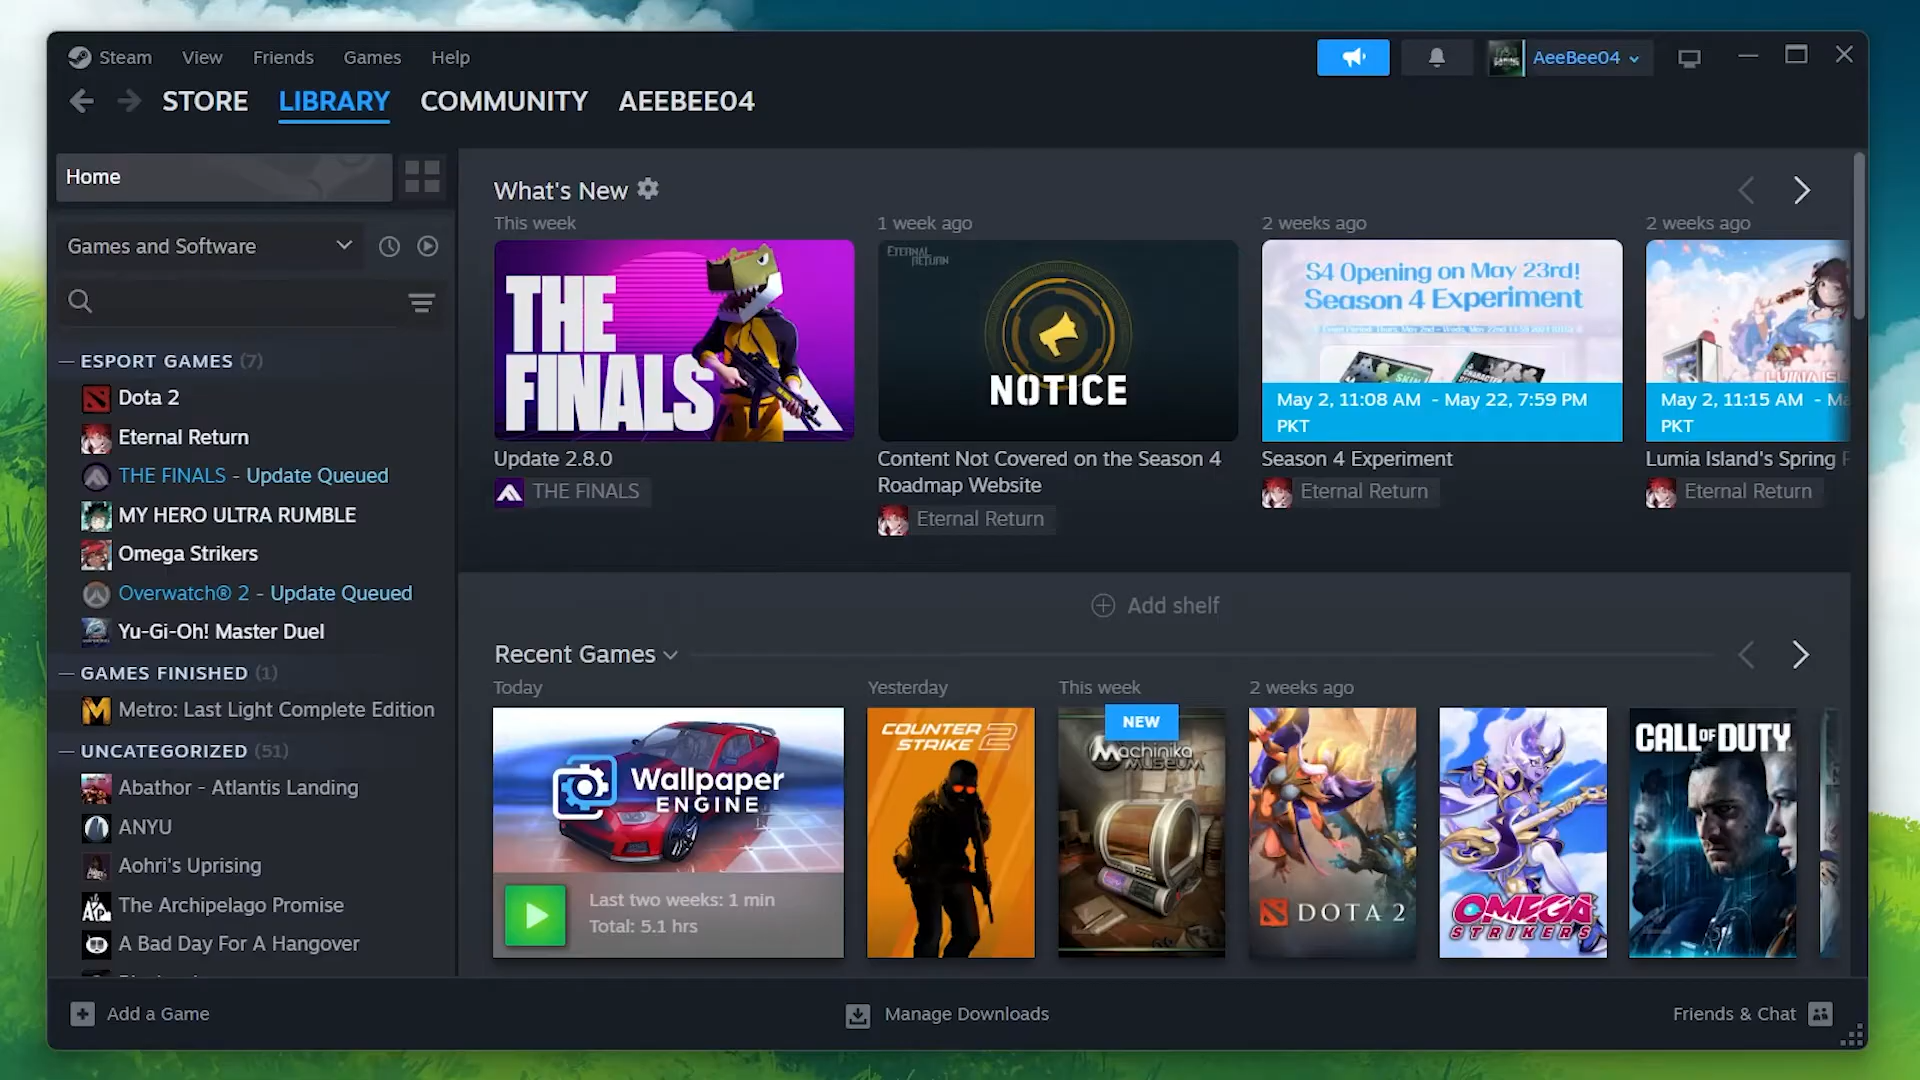 Steam View Friends Games Help
AeeBee04
STORE LIBRARY COMMUNITY AEEBEE04
Home
Games and Software
ESPORT GAMES (7)
Dota 2
Eternal Return
THE FINALS - Update Queued
MY HERO ULTRA RUMBLE
Omega Strikers
Overwatch® 2 - Update Queued
Yu-Gi-Oh! Master Duel
GAMES FINISHED (1)
Metro: Last Light Complete Edition
UNCATEGORIZED (51)
Abathor - Atlantis Landing
ANYU
Aohri's Uprising
The Archipelago Promise
A Bad Day For A Hangover
What's New
This week
THE
FINALS
Update 2.8.0
THE FINALS
1 week ago
ETERNAL
RETURN
NOTICE
Content Not Covered on the Season 4
Roadmap Website
Eternal Return
2 weeks ago
S4 Opening on May 23rd!
Season 4 Experiment
May 2, 11:08 AM - May 22, 7:59 PM
PKT
Season 4 Experiment
Eternal Return
2 weeks ago
May 2, 11:15 AM - Ma
PKT
Lumia Island's Spring F
Eternal Return
Add shelf
Recent Games
Today
Wallpaper
ENGINE
Last two weeks: 1 min
Total: 5.1 hrs
Yesterday
COUNTER
STRIKE 2
This week
NEW
Machinika
MUSEUM
2 weeks ago
DOTA 2
OMEGA
STRIKERS
CALL OF DUTY
Add a Game
Manage Downloads
Friends & Chat